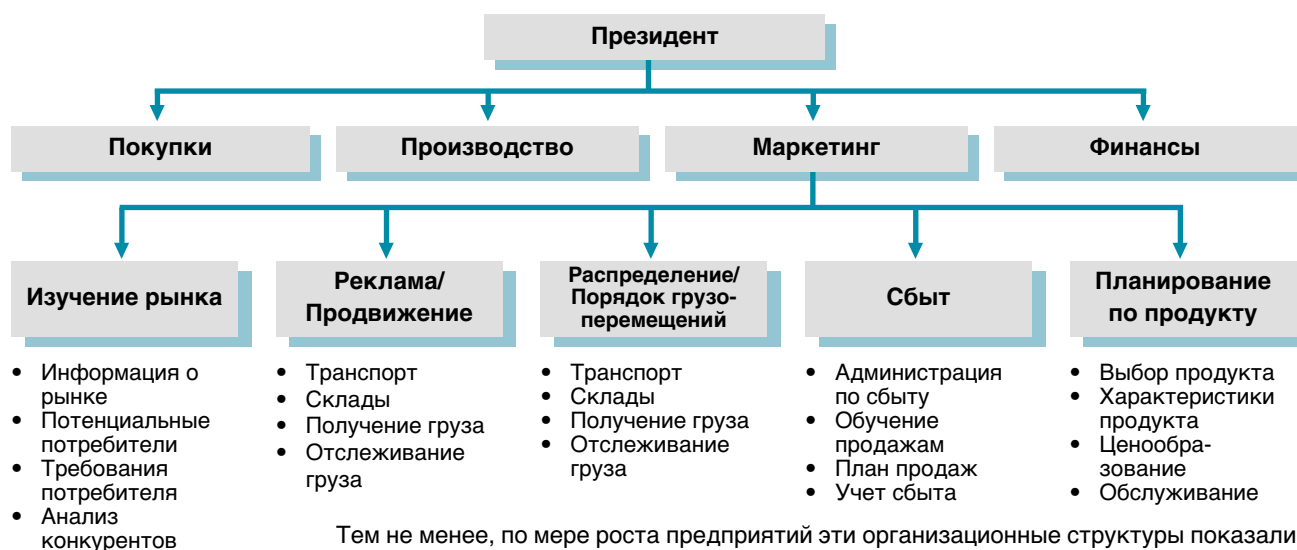 Президент
Покупки
Производство
Маркетинг
Финансы
Изучение рынка
Реклама/
Продвижение
Распределение/
Порядок грузо-
перемещений
Сбыт
Планирование
по продукту
• Информация о
рынке
• Потенциальные
потребители
• Требования
потребителя
• Анализ
конкурентов
• Транспорт
• Склады
• Получение груза
• Отслеживание
груза
• Транспорт
• Склады
• Получение груза
• Отслеживание
груза
• Администрация
по сбыту
• Обучение
продажам
• План продаж
• Учет сбыта
• Выбор продукта
• Характеристики
продукта
• Ценообра-
зование
• Обслуживание
Тем не менее, по мере роста предприятий эти организационные структуры показали